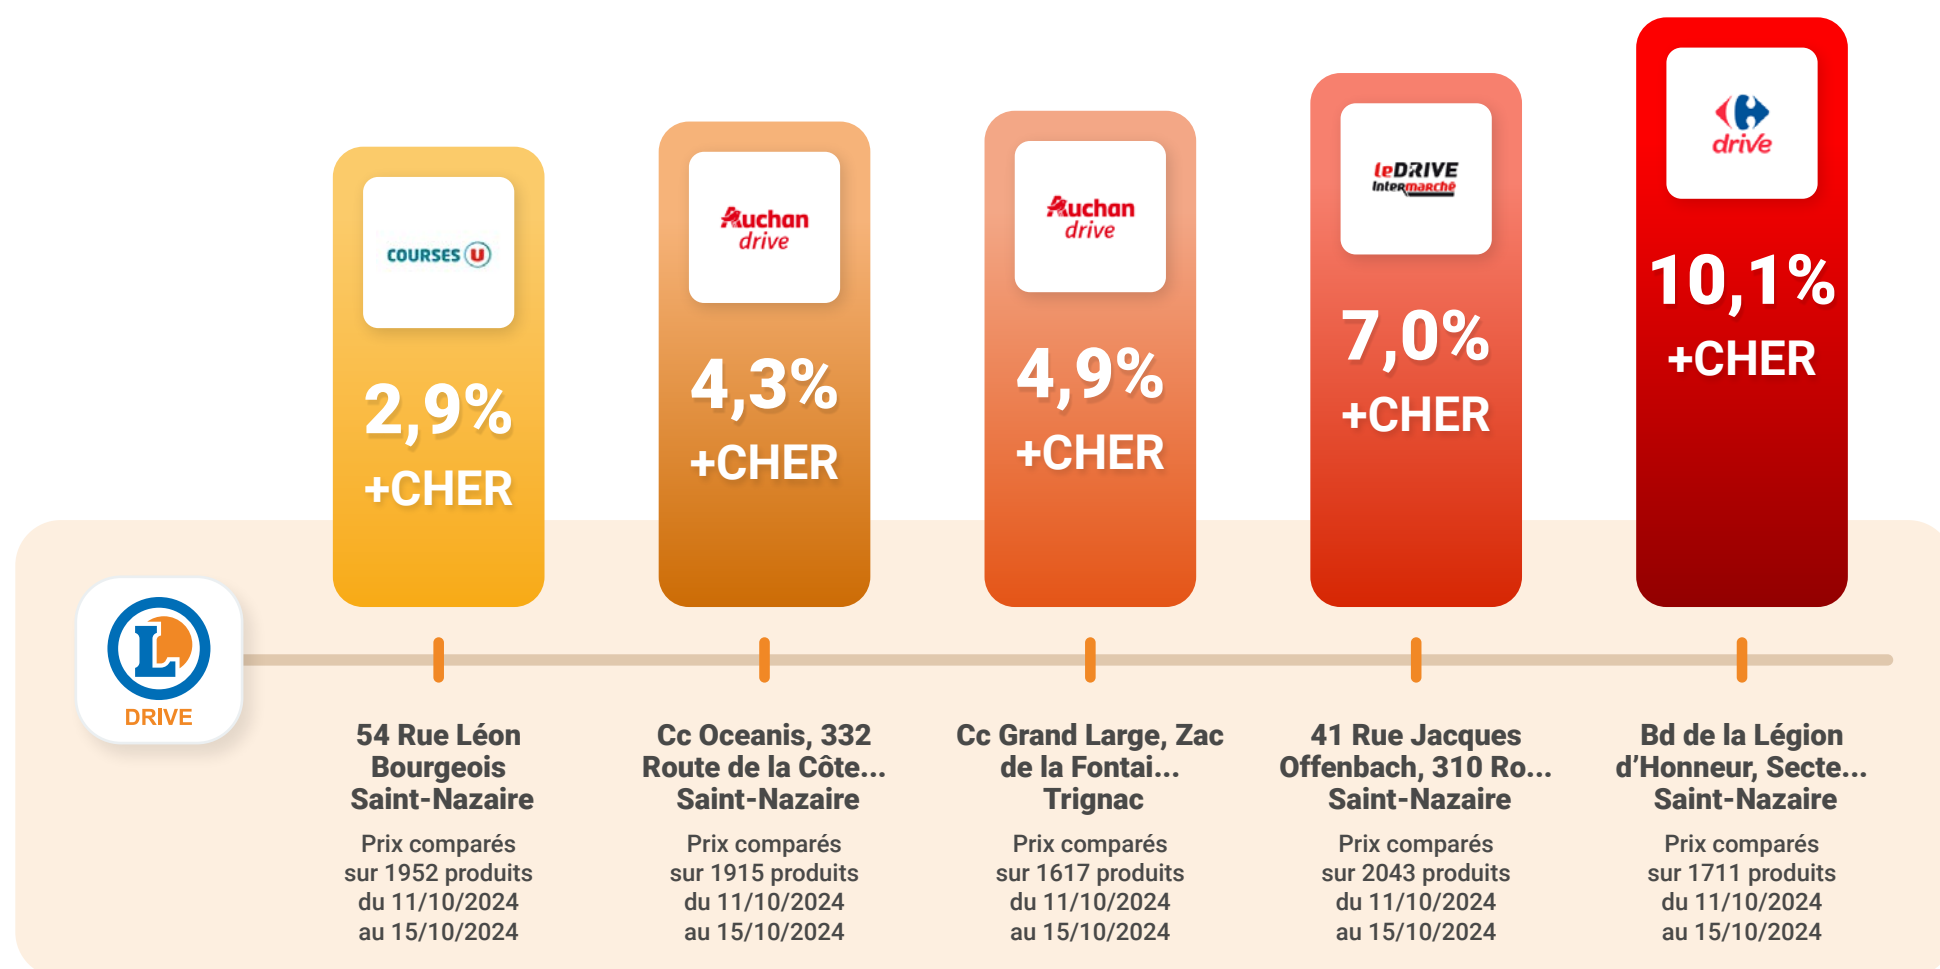 COURSES U
2,9%
+CHER
Auchan
drive
4,3%
+CHER
Auchan
drive
4,9%
+CHER
leDRIVE
Intermarché
7,0%
+CHER
drive
10,1%
+CHER
L
DRIVE
54 Rue Léon
Bourgeois
Saint-Nazaire
Prix comparés
sur 1952 produits
du 11/10/2024
au 15/10/2024
Cc Oceanis, 332
Route de la Côte...
Saint-Nazaire
Prix comparés
sur 1915 produits
du 11/10/2024
au 15/10/2024
Cc Grand Large, Zac
de la Fontai...
Trignac
Prix comparés
sur 1617 produits
du 11/10/2024
au 15/10/2024
41 Rue Jacques
Offenbach, 310 Ro...
Saint-Nazaire
Prix comparés
sur 2043 produits
du 11/10/2024
au 15/10/2024
Bd de la Légion
d’Honneur, Secte...
Saint-Nazaire
Prix comparés
sur 1711 produits
du 11/10/2024
au 15/10/2024